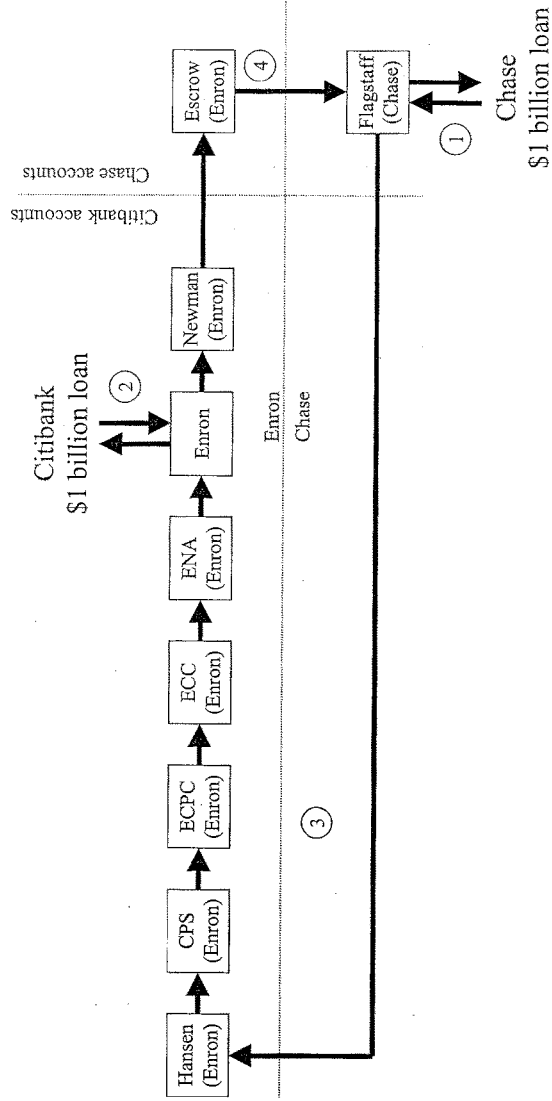 Citibank
$1 billion loan
2
Citibank accounts
Chase accounts
Hansen
(Enron)
CPS
(Enron)
ECPC
(Enron)
ECC
(Enron)
ENA
(Enron)
Enron
Newman
(Enron)
Escrow
(Enron)
4
Enron
Chase
3
Flagstaff
(Chase)
1
Chase
$1 billion loan